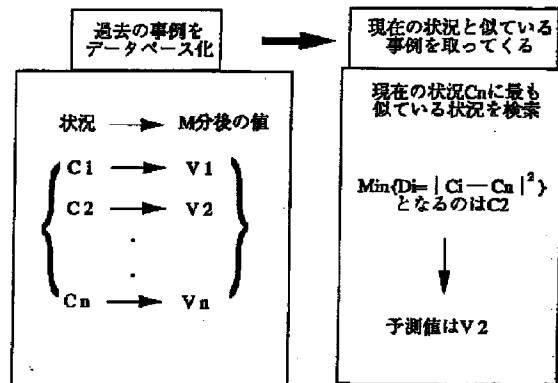 過去の事例を
データベース化
現在の状況と似ている
事例を取ってくる
状況 → M分後の値
C1 → V1
C2 → V2
.
.
Cn → Vn
現在の状況Cnに最も
似ている状況を検索
Min{Di=|Ci-Cn|²}
となるのはC2
予測値はV2